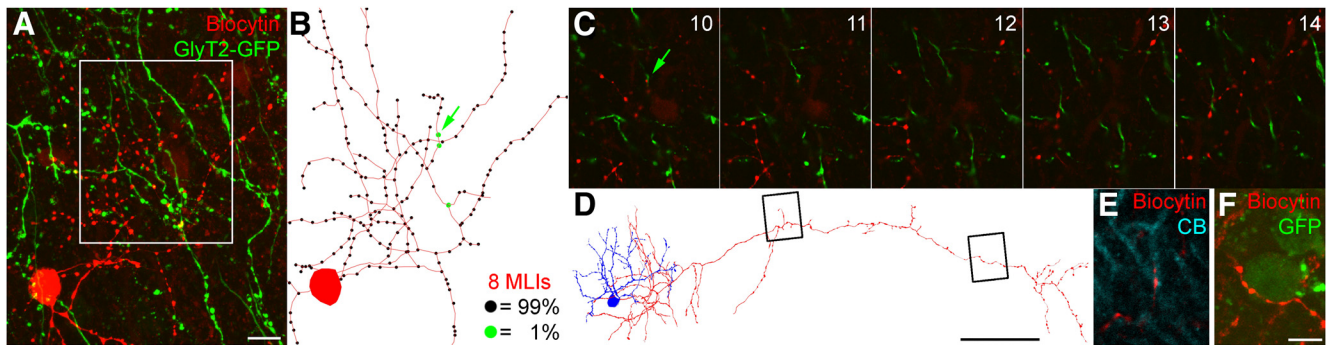 A
Biocytin
GlyT2-GFP
B
8 MLIs
= 99%
= 1%
C
10
11
12
13
14
D
E
Biocytin
CB
F
Biocytin
GFP